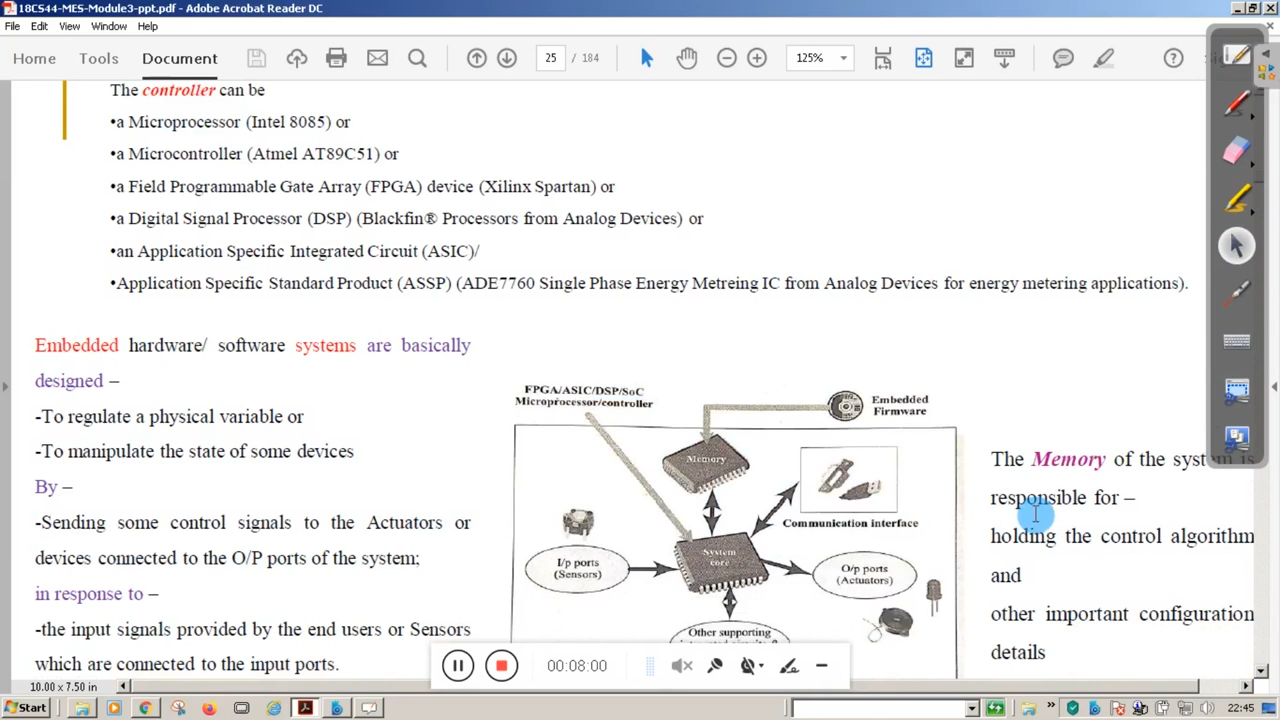 18CS44-MES-Module3-ppt.pdf - Adobe Acrobat Reader DC
File Edit View Window Help
Home Tools Document 25 / 184 125%
The controller can be
•a Microprocessor (Intel 8085) or
•a Microcontroller (Atmel AT89C51) or
•a Field Programmable Gate Array (FPGA) device (Xilinx Spartan) or
•a Digital Signal Processor (DSP) (Blackfin® Processors from Analog Devices) or
•an Application Specific Integrated Circuit (ASIC)/
•Application Specific Standard Product (ASSP) (ADE7760 Single Phase Energy Metreing IC from Analog Devices for energy metering applications).
Embedded hardware/ software systems are basically
designed –
-To regulate a physical variable or
-To manipulate the state of some devices
By –
-Sending some control signals to the Actuators or
devices connected to the O/P ports of the system;
in response to –
-the input signals provided by the end users or Sensors
which are connected to the input ports.
FPGA/ASIC/DSP/SoC
Microprocessor/controller
Embedded
Firmware
Memory
Communication interface
System
core
I/p ports
(Sensors)
O/p ports
(Actuators)
Other supporting
The Memory of the system is
responsible for –
holding the control algorithm
and
other important configuration
details
00:08:00
10.00 x 7.50 in
Start
22:45